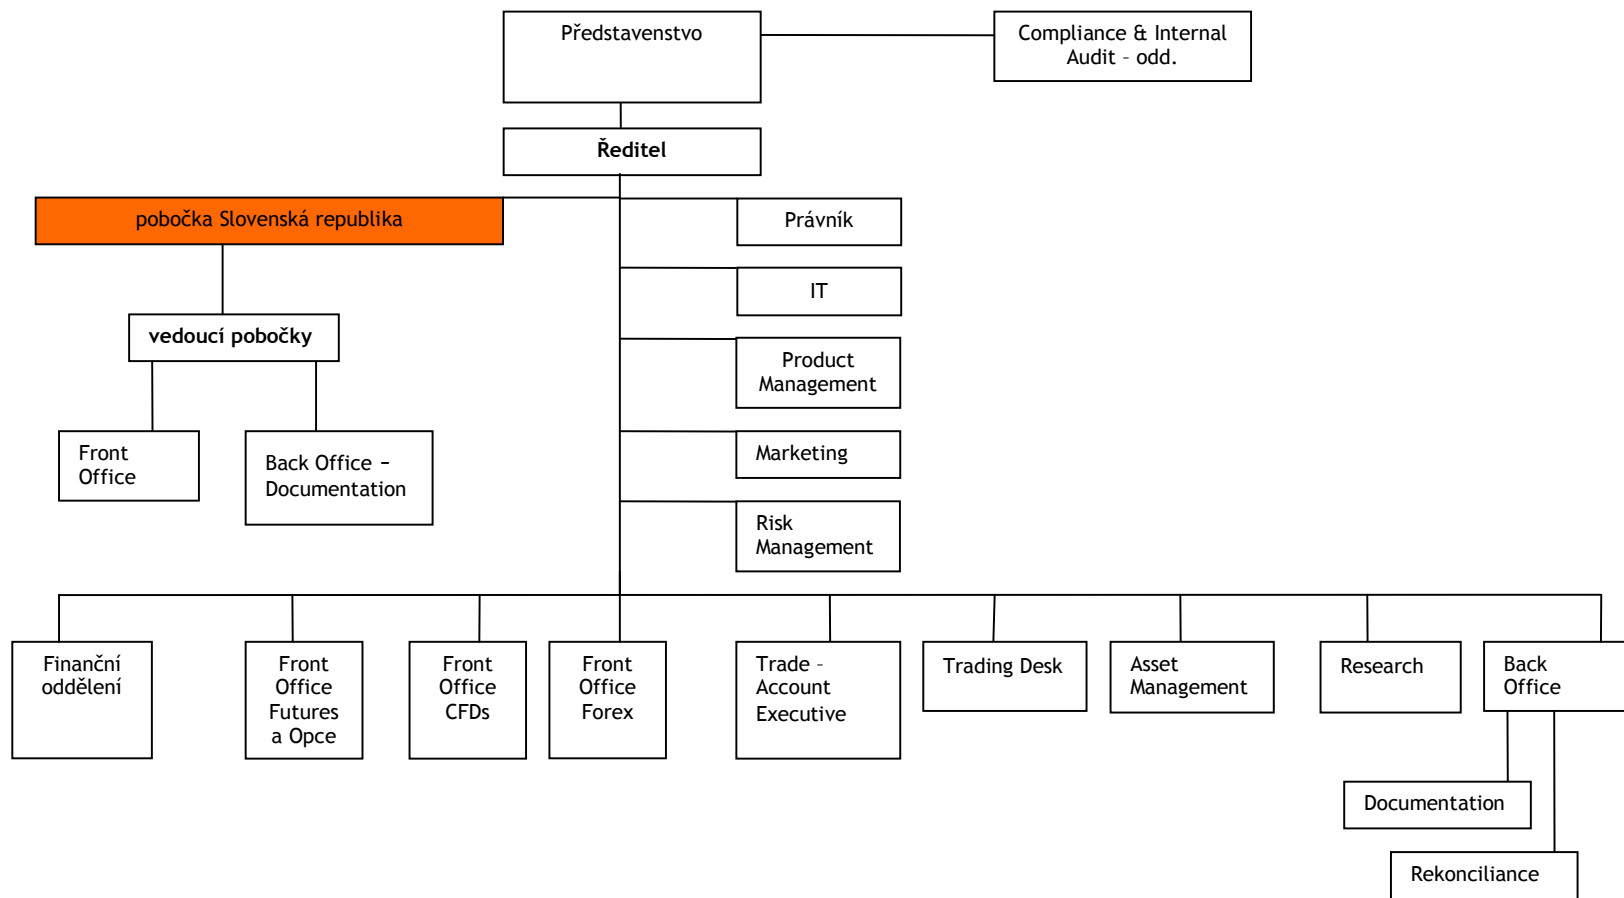 Představenstvo
Compliance & Internal
Audit – odd.
Ředitel
pobočka Slovenská republika
Právník
IT
vedoucí pobočky
Product
Management
Front
Office
Back Office –
Documentation
Marketing
Risk
Management
Finanční
oddělení
Front
Office
Futures
a Opce
Front
Office
CFDs
Front
Office
Forex
Trade –
Account
Executive
Trading Desk
Asset
Management
Research
Back
Office
Documentation
Rekonciliance